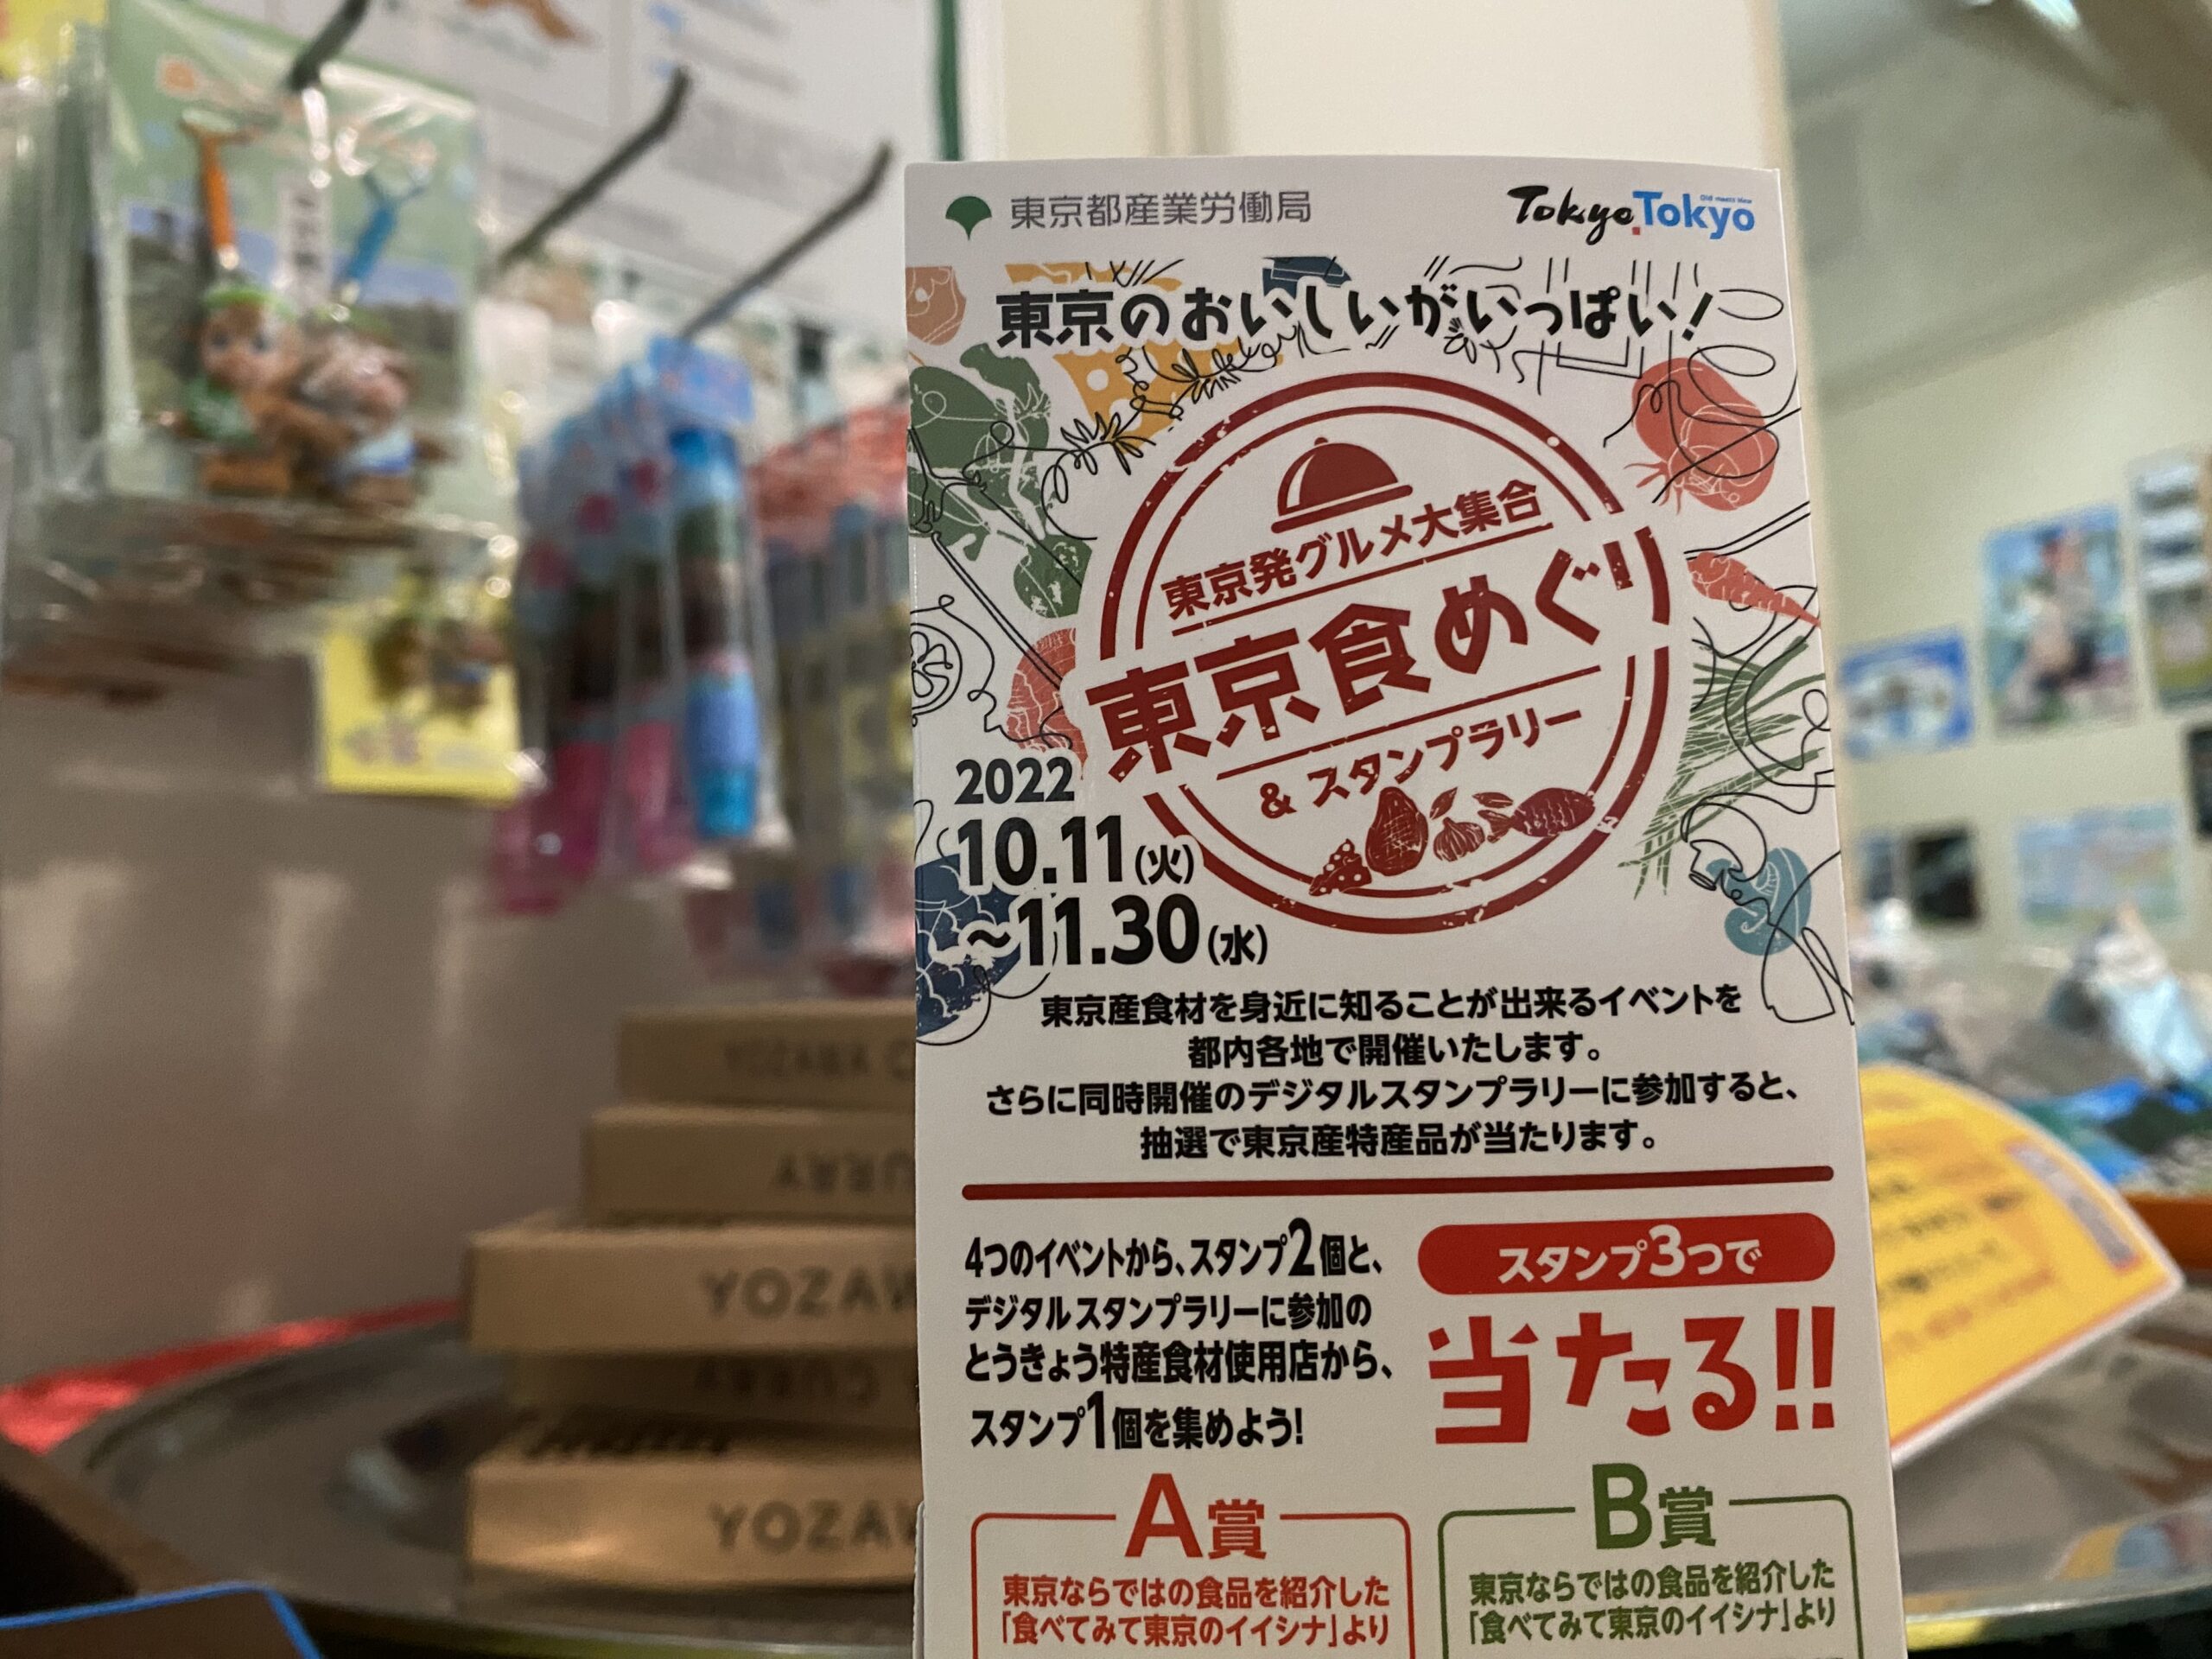 東京都産業労働局
Tokyo Tokyo
Old meets New
東京のおいしいがいっぱい!
東京発グルメ大集合
東京食めぐり
&スタンプラリー
2022
10.11(火)
~11.30(水)
東京産食材を身近に知ることが出来るイベントを
都内各地で開催いたします。
さらに同時開催のデジタルスタンプラリーに参加すると、
抽選で東京産特産品が当たります。
4つのイベントから、スタンプ2個と、
デジタルスタンプラリーに参加の
とうきょう特産食材使用店から、
スタンプ1個を集めよう!
スタンプ3つで
当たる!!
A賞
東京ならではの食品を紹介した
「食べてみて東京のイイシナ」より
B賞
東京ならではの食品を紹介した
「食べてみて東京のイイシナ」より
YOZAWA C
URRY
YOZAW
CURRY
YOZAW